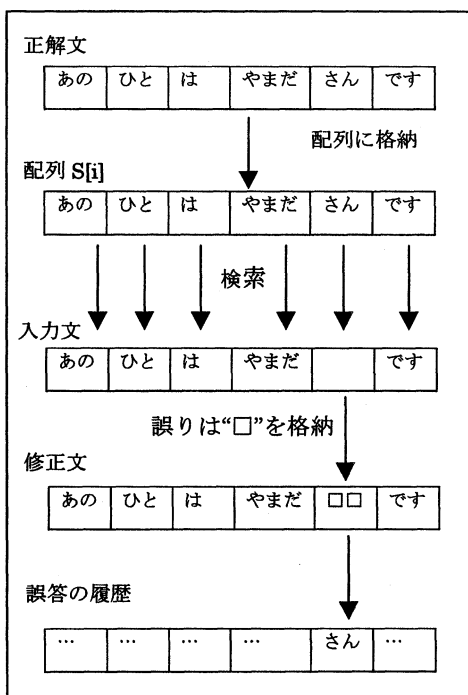 正解文
あの ひと は やまだ さん です
配列に格納
配列 S[i]
あの ひと は やまだ さん です
検索
入力文
あの ひと は やまだ です
誤りは“□”を格納
修正文
あの ひと は やまだ □□ です
誤答の履歴
… … … … さん …